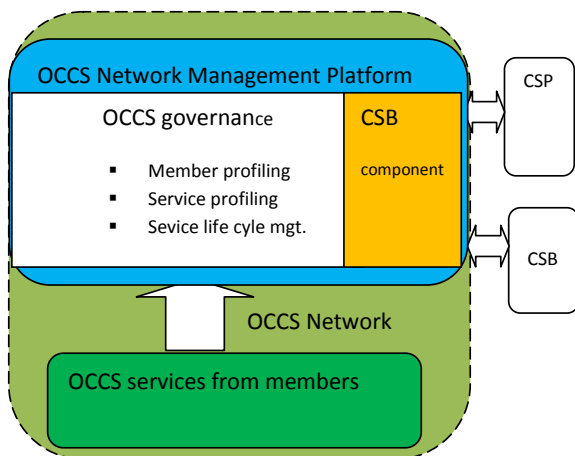 OCCS Network Management Platform
OCCS governance
▪ Member profiling
▪ Service profiling
▪ Sevice life cyle mgt.
CSB
component
CSP
CSB
OCCS Network
OCCS services from members